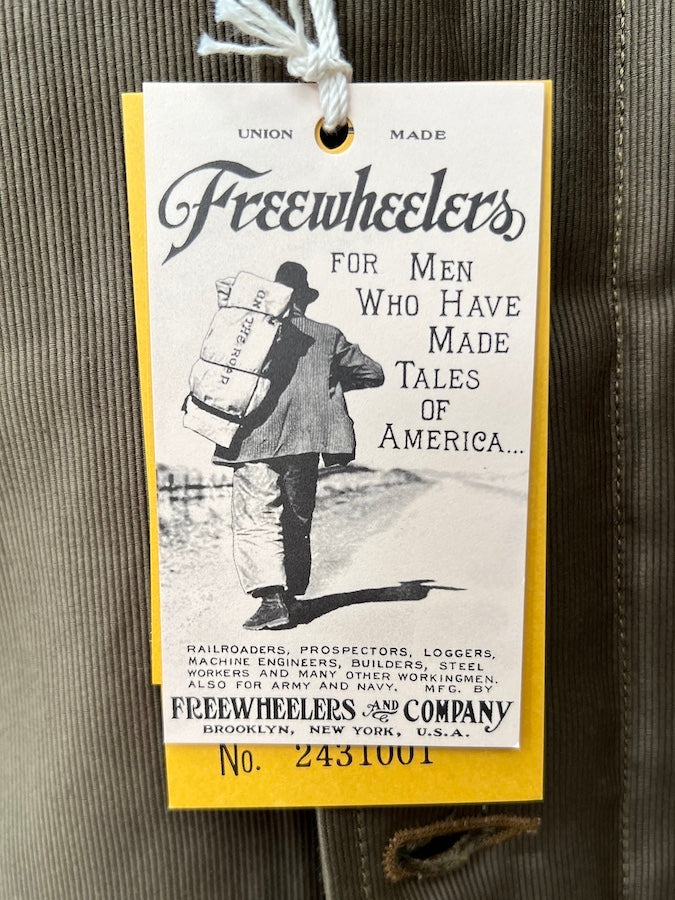 UNION MADE
Freewheelers
FOR MEN
WHO HAVE
MADE
TALES
OF
AMERICA...
ON THE ROAD
RAILROADERS, PROSPECTORS, LOGGERS,
MACHINE ENGINEERS, BUILDERS, STEEL
WORKERS AND MANY OTHER WORKINGMEN.
ALSO FOR ARMY AND NAVY. MFG. BY
FREEWHEELERS AND COMPANY
BROOKLYN, NEW YORK, U.S.A.
No. 2431001